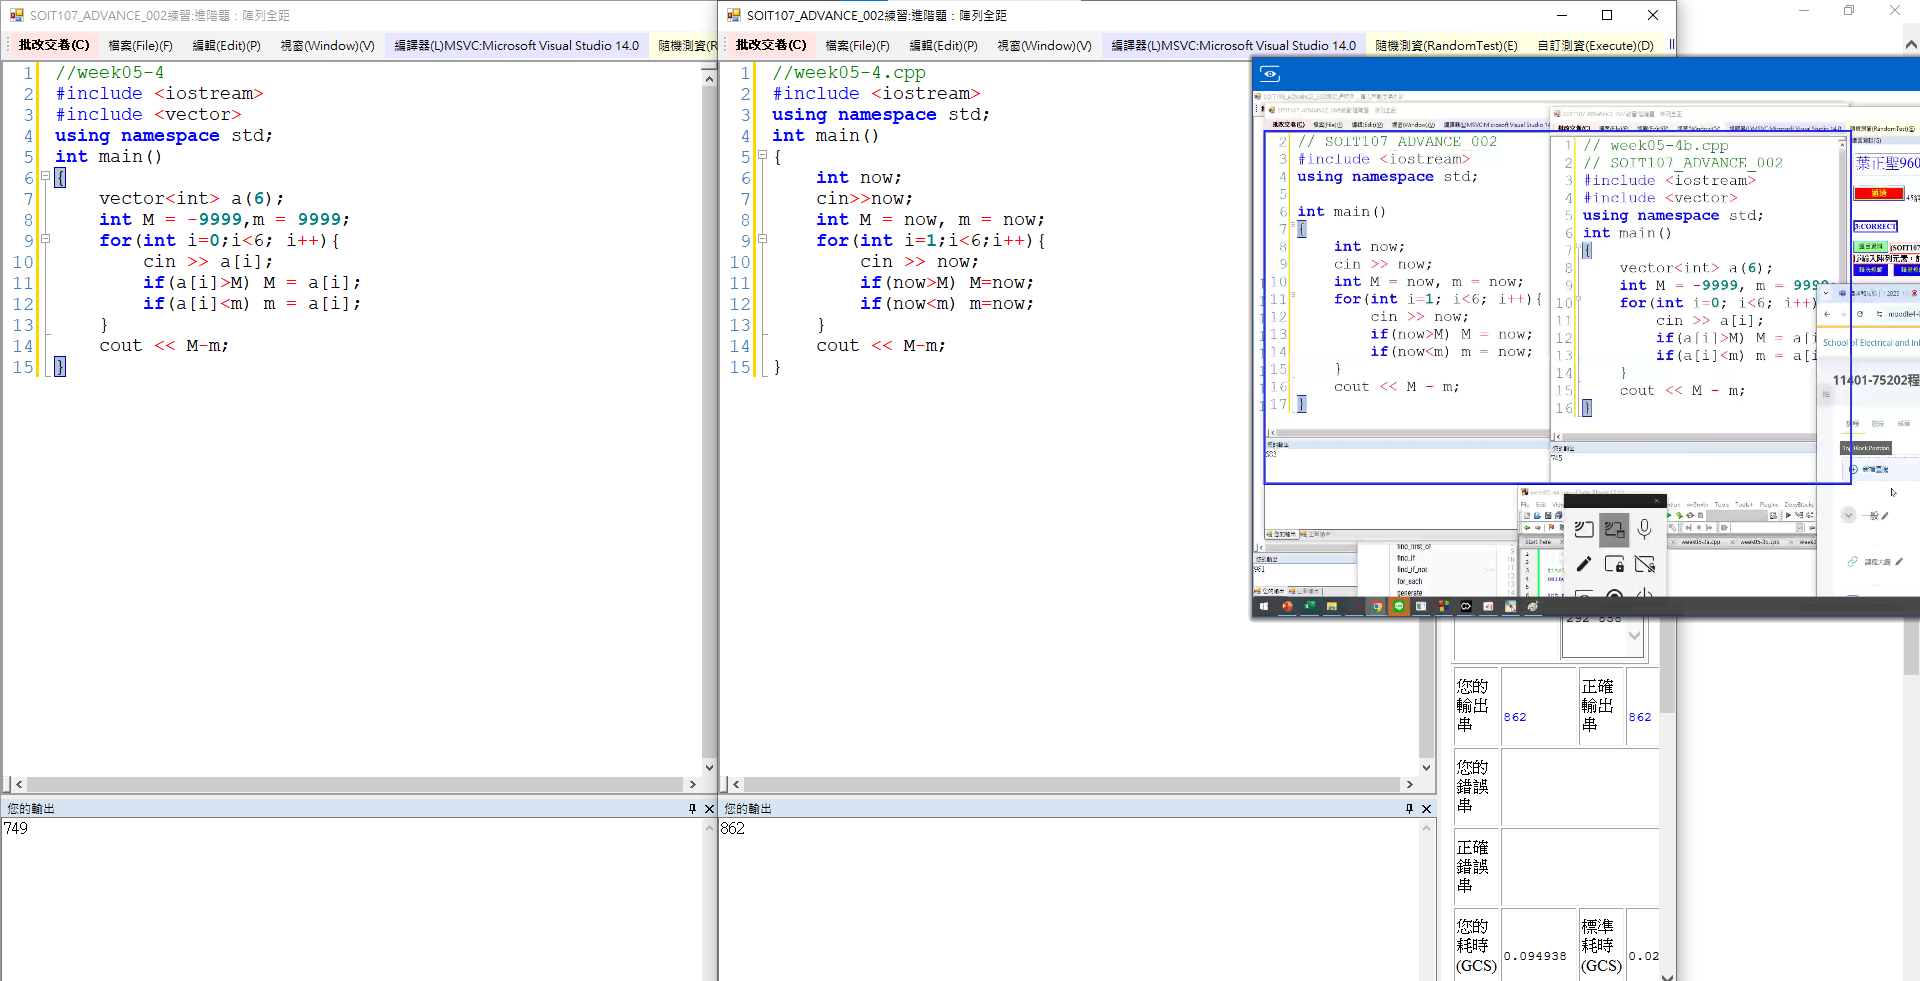 SOIT107_ADVANCE_002練習:進階題：陣列全距
批改交卷(C) 檔案(File)(F) 編輯(Edit)(P) 視窗(Window)(V) 編譯器(L)MSVC:Microsoft Visual Studio 14.0 隨機測資(R
1 //week05-4
2 #include <iostream>
3 #include <vector>
4 using namespace std;
5 int main()
6 {
7 vector<int> a(6);
8 int M = -9999,m = 9999;
9 for(int i=0;i<6; i++){
10 cin >> a[i];
11 if(a[i]>M) M = a[i];
12 if(a[i]<m) m = a[i];
13 }
14 cout << M-m;
15 }
您的輸出
749
SOIT107_ADVANCE_002練習:進階題：陣列全距
批改交卷(C) 檔案(File)(F) 編輯(Edit)(P) 視窗(Window)(V) 編譯器(L)MSVC:Microsoft Visual Studio 14.0 隨機測資(RandomTest)(E) 自訂測資(Execute)(D)
1 //week05-4.cpp
2 #include <iostream>
3 using namespace std;
4 int main()
5 {
6 int now;
7 cin>>now;
8 int M = now, m = now;
9 for(int i=1;i<6;i++){
10 cin >> now;
11 if(now>M) M=now;
12 if(now<m) m=now;
13 }
14 cout << M-m;
15 }
您的輸出
862
2 // SOIT107_ADVANCE_002
3 #include <iostream>
4 using namespace std;
5
6 int main()
7 {
8 int now;
9 cin >> now;
10 int M = now, m = now;
11 for(int i=1; i<6; i++){
12 cin >> now;
13 if(now>M) M = now;
14 if(now<m) m = now;
15 }
16 cout << M - m;
17 }
1 // week05-4b.cpp
2 // SOIT107_ADVANCE_002
3 #include <iostream>
4 #include <vector>
5 using namespace std;
6 int main()
7 {
8 vector<int> a(6);
9 int M = -9999, m = 9999
10 for(int i=0; i<6; i++)
11 cin >> a[i];
12 if(a[i]>M) M = a[i
13 if(a[i]<m) m = a[i
14 }
15 cout << M - m;
16 }
745
葉正聖960
3:CORRECT
School of Electrical and In
11401-75202程
find_if
find_if_not
for_each
generate
292 858
您的輸出串 862 正確輸出串 862
您的錯誤串
正確錯誤串
您的耗時(GCS) 0.094938 標準耗時(GCS) 0.02